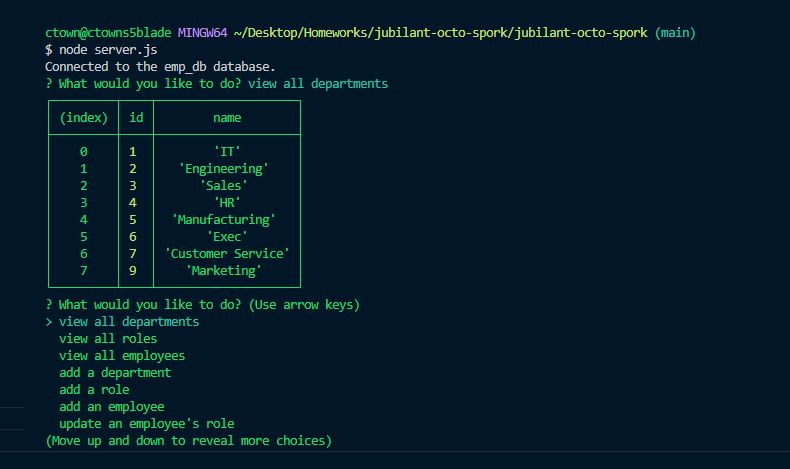 ctown@ctowns5blade MINGW64 ~/Desktop/Homeworks/jubilant-octo-spork/jubilant-octo-spork (main)
$ node server.js
Connected to the emp_db database.
? What would you like to do? view all departments
(index) id name
0 1 'IT'
1 2 'Engineering'
2 3 'Sales'
3 4 'HR'
4 5 'Manufacturing'
5 6 'Exec'
6 7 'Customer Service'
7 9 'Marketing'
? What would you like to do? (Use arrow keys)
> view all departments
view all roles
view all employees
add a department
add a role
add an employee
update an employee's role
(Move up and down to reveal more choices)